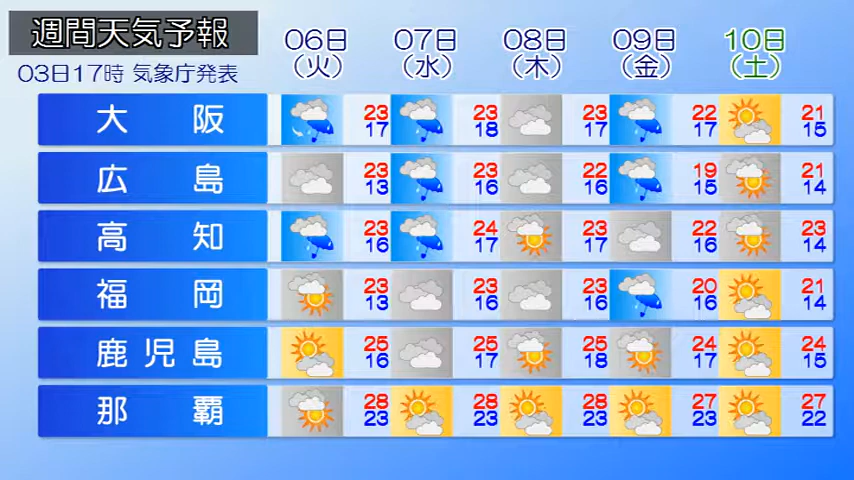 週間天気予報
03日17時 気象庁発表
06日 07日 08日 09日 10日
(火) (水) (木) (金) (土)
大阪 23 17 23 18 23 17 22 17 21 15
広島 23 13 23 16 22 16 19 15 21 14
高知 23 16 24 17 23 17 22 16 23 14
福岡 23 13 23 16 23 16 20 16 21 14
鹿児島 25 16 25 17 25 18 24 17 24 15
那覇 28 23 28 23 28 23 27 23 27 22